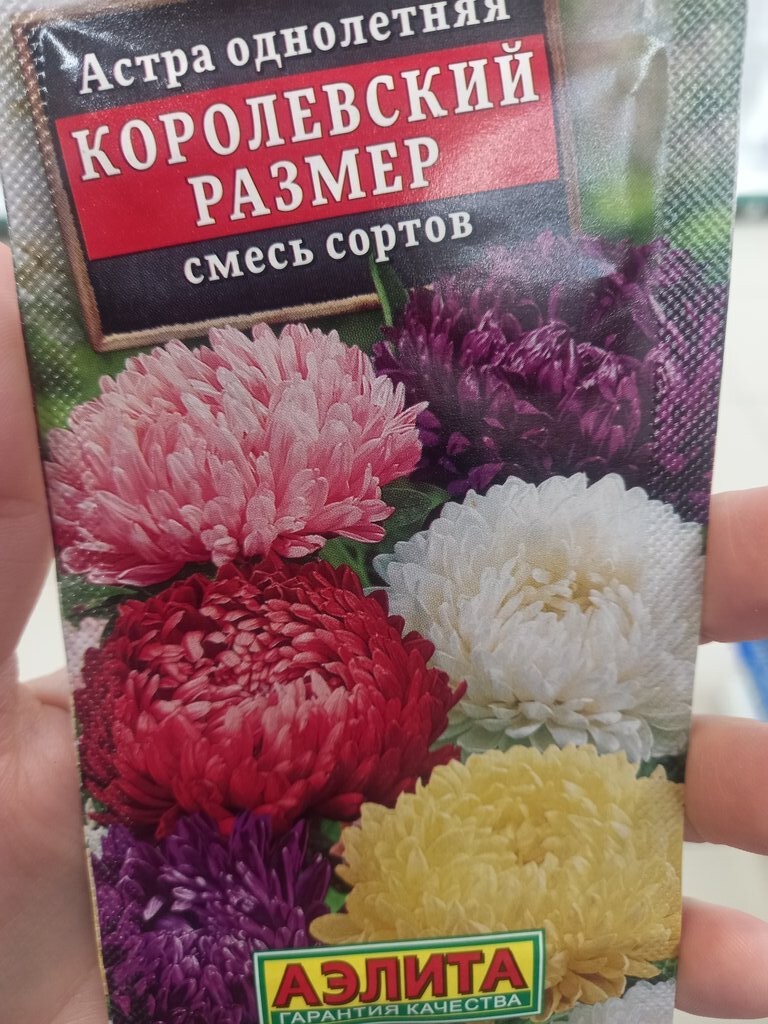 Астра однолетняя
КОРОЛЕВСКИЙ
РАЗМЕР
смесь сортов
АЭЛИТА
ГАРАНТИЯ КАЧЕСТВА